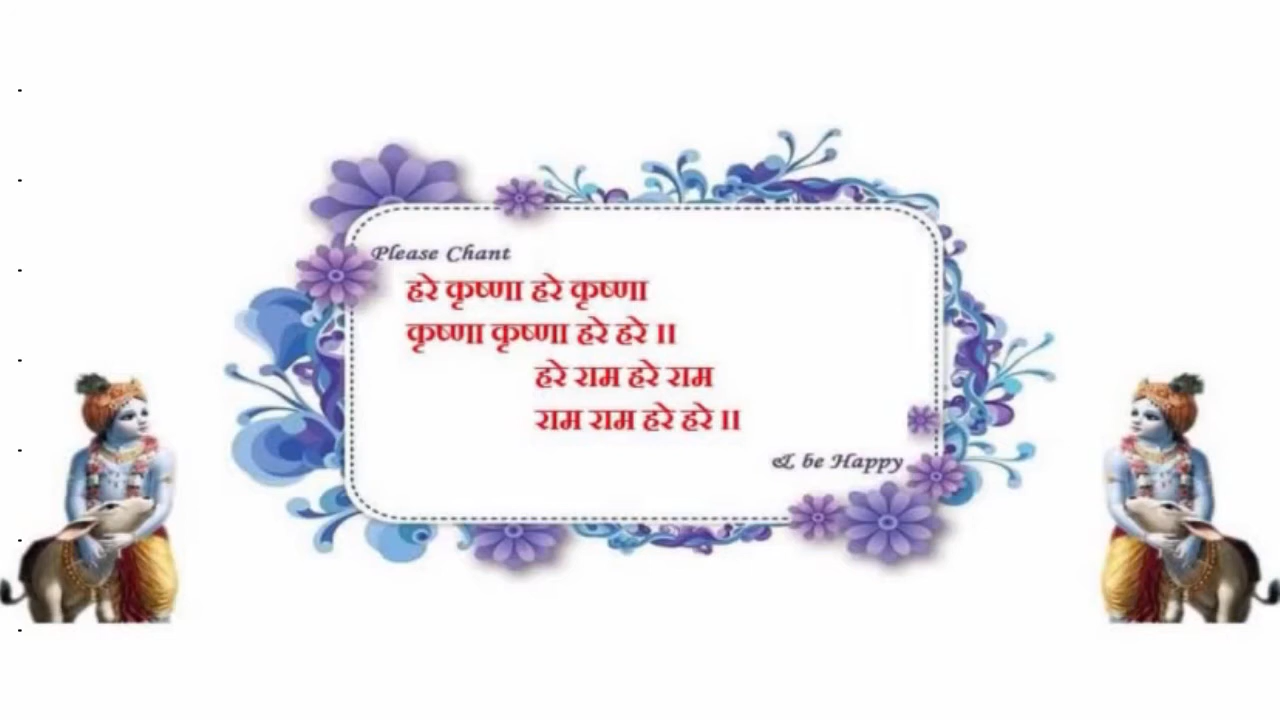 Please Chant
हरे कृष्णा हरे कृष्णा
कृष्णा कृष्णा हरे हरे ।।
हरे राम हरे राम
राम राम हरे हरे ।।
& be Happy